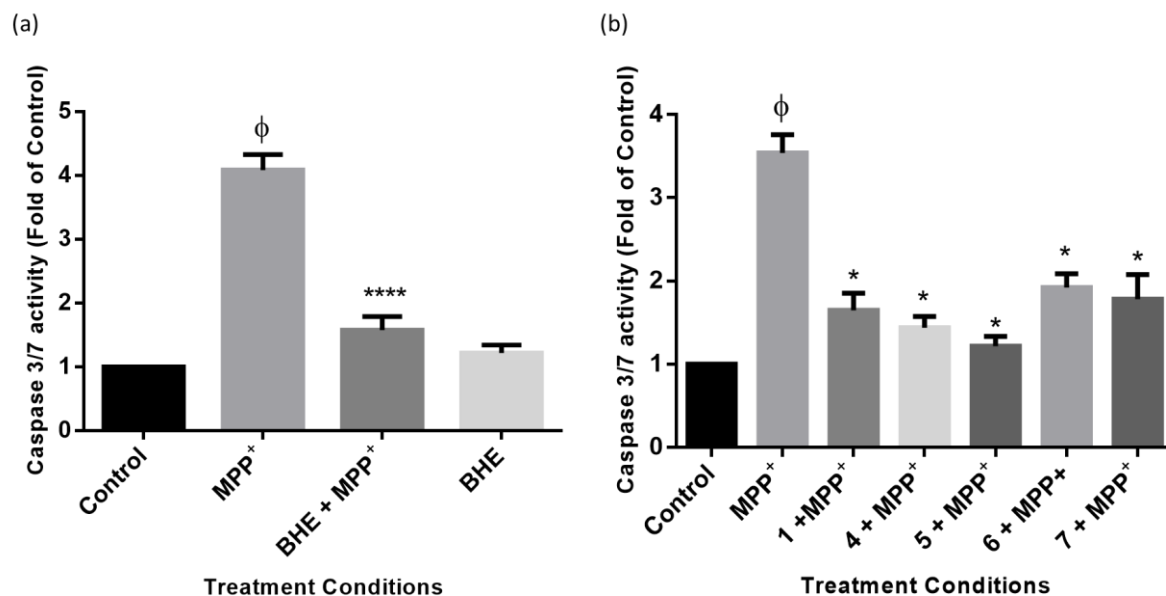 (a)
Caspase 3/7 activity (Fold of Control)
5
4
3
2
1
0
ϕ
****
Control
MPP⁺
BHE + MPP⁺
BHE
Treatment Conditions
(b)
Caspase 3/7 activity (Fold of Control)
4
3
2
1
0
ϕ
*
*
*
*
*
Control
MPP⁺
1 +MPP⁺
4 + MPP⁺
5 + MPP⁺
6 + MPP+
7 + MPP⁺
Treatment Conditions